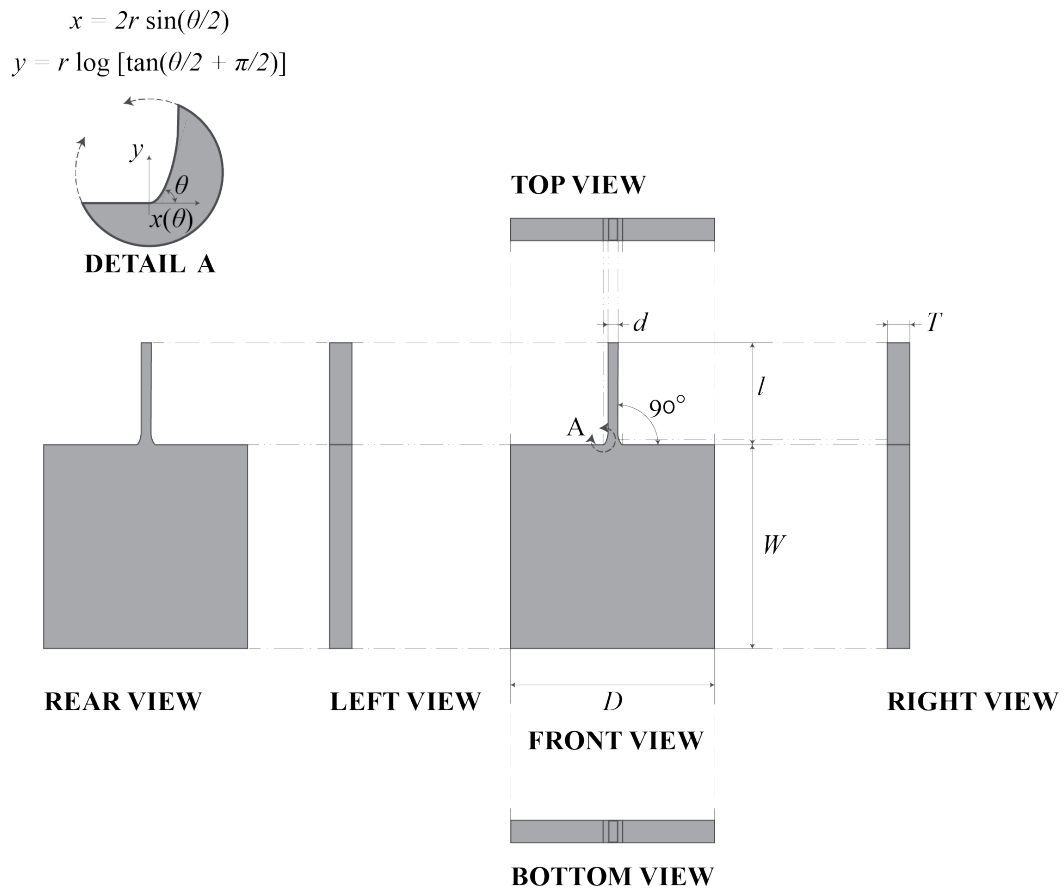 x = 2r sin(θ/2)
y = r log [tan(θ/2 + π/2)]
y
θ
x(θ)
DETAIL A
TOP VIEW
d
T
l
90°
A
W
REAR VIEW
LEFT VIEW
D
RIGHT VIEW
FRONT VIEW
BOTTOM VIEW